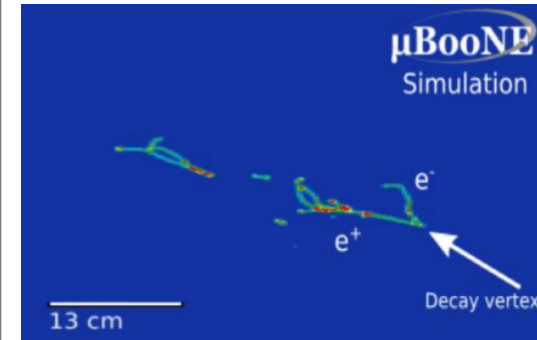 μBooNE
Simulation
e⁻
e⁺
Decay vertex
13 cm